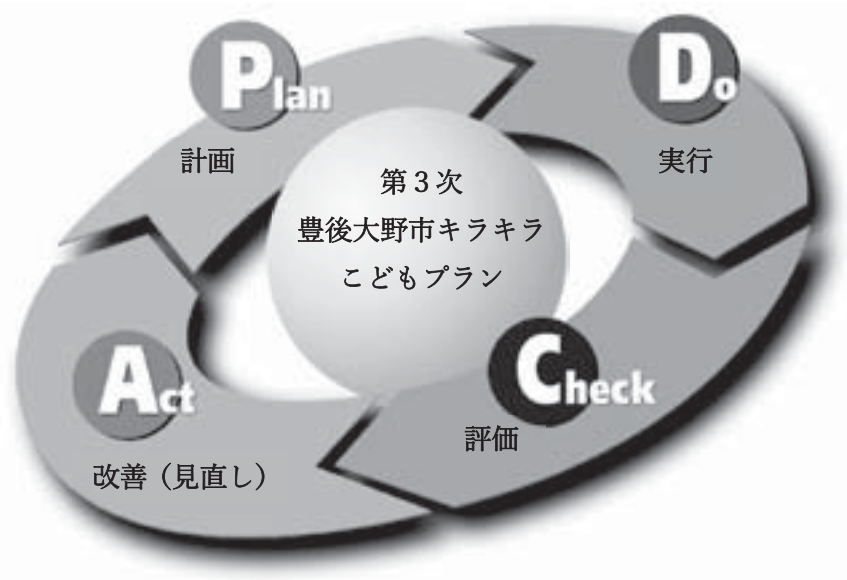 Plan
計画
Do
実行
第3次
豊後大野市キラキラ
こどもプラン
Check
評価
Act
改善（見直し）